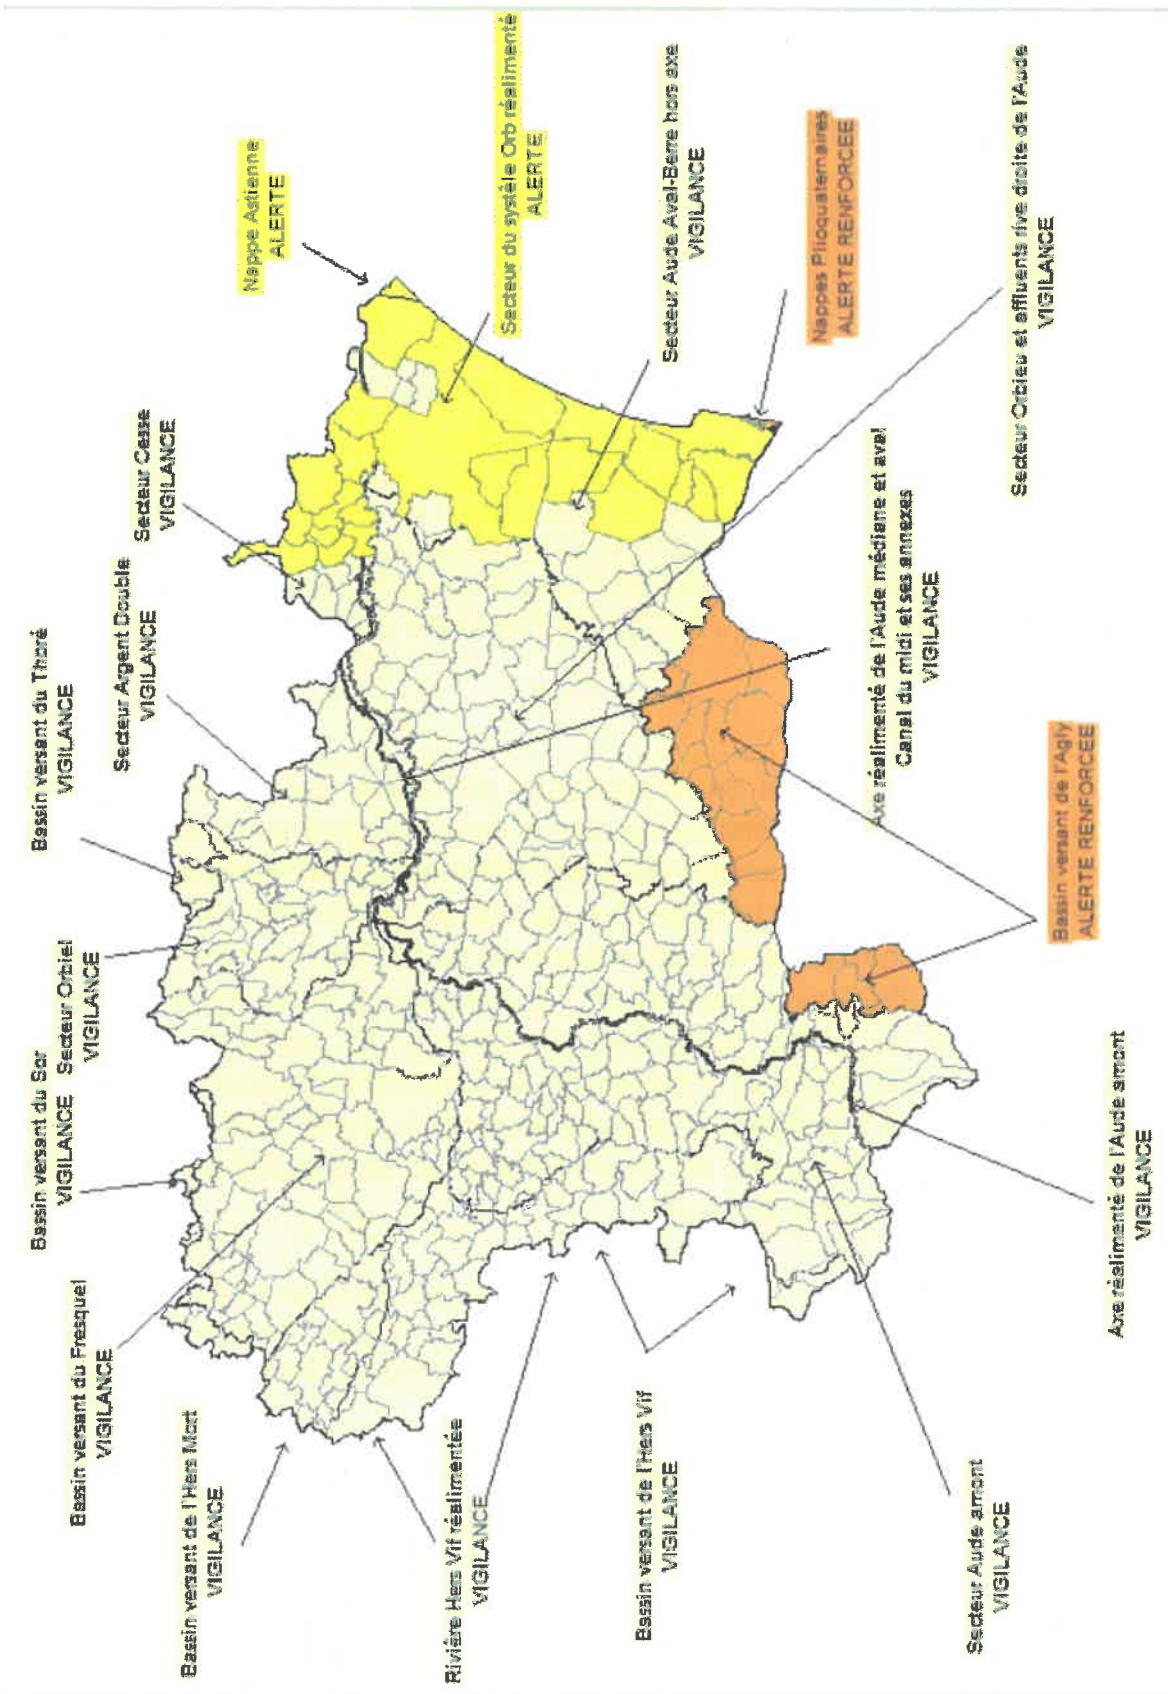 Bassin versant du Thoré
VIGILANCE
Secteur Argent Double
VIGILANCE
Secteur Cesse
VIGILANCE
Nappe Astienne
ALERTE
Secteur du systèle Orb réalimenté
ALERTE
Bassin versant du Sor
VIGILANCE
Secteur Orbiel
VIGILANCE
Bassin versant du Fresquel
VIGILANCE
Bassin versant de l'Hers Mort
VIGILANCE
Rivière Hers Vif réalimentée
VIGILANCE
Bassin versant de l'Hers Vif
VIGILANCE
Secteur Aude amont
VIGILANCE
Axe réalimenté de l'Aude amont
VIGILANCE
Bassin versant de l'Agly
ALERTE RENFORCEE
Axe réalimenté de l'Aude médiane et aval
Canal du midi et ses annexes
VIGILANCE
Secteur Orbieu et affluents rive droite de l'Aude
VIGILANCE
Nappes Plioquaternaires
ALERTE RENFORCEE
Secteur Aude Aval-Berre hors axe
VIGILANCE